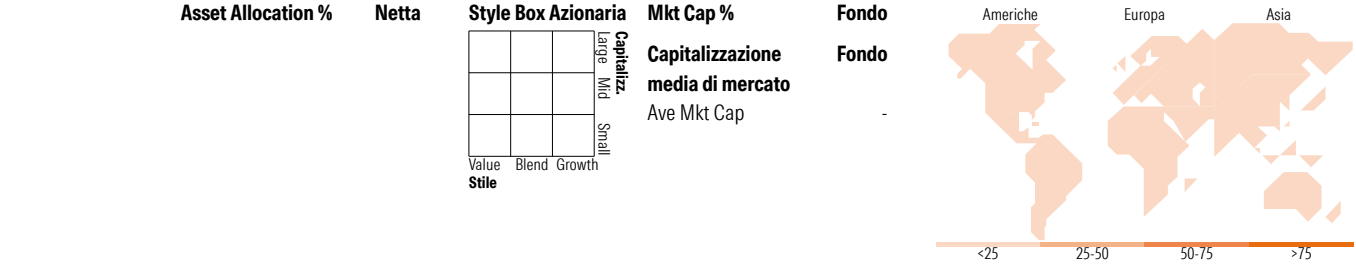 Asset Allocation % Netta
Style Box Azionaria
Large Mid Small
Capitalizz.
Value Blend Growth
Stile
Mkt Cap % Fondo
Capitalizzazione Fondo
media di mercato
Ave Mkt Cap -
Americhe Europa Asia
<25 25-50 50-75 >75